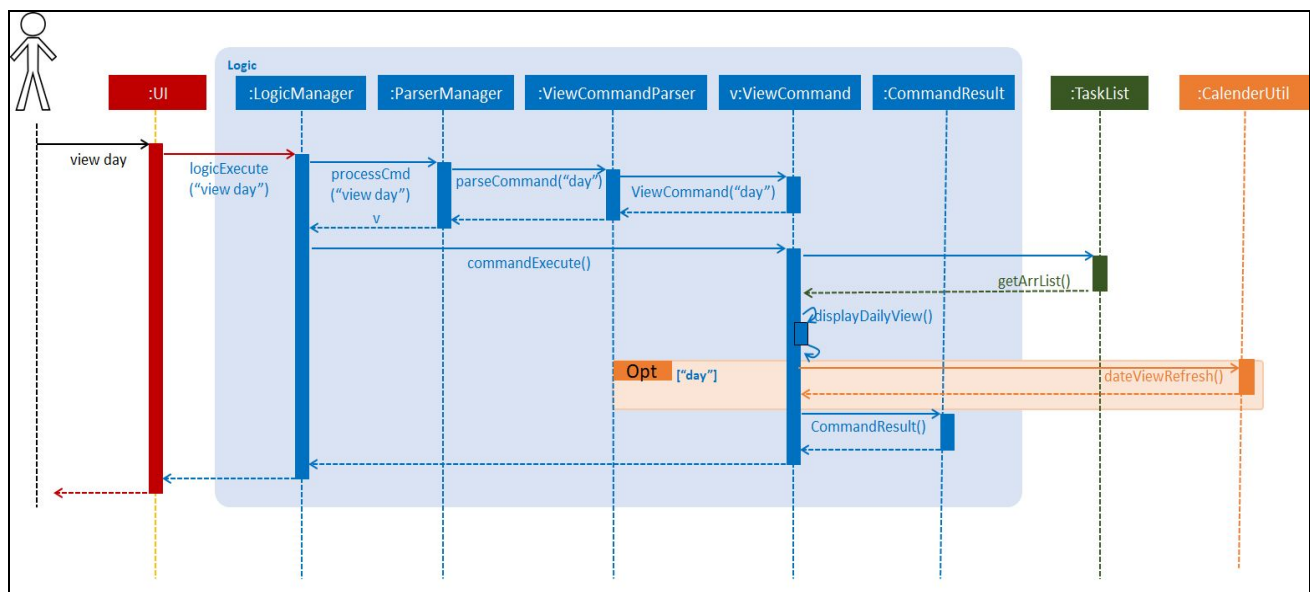 Logic
:UI
:LogicManager
:ParserManager
:ViewCommandParser
v:ViewCommand
:CommandResult
:TaskList
:CalenderUtil
view day
logicExecute
(“view day”)
processCmd
(“view day”)
v
parseCommand(“day”)
ViewCommand(“day”)
commandExecute()
getArrList()
displayDailyView()
Opt
[“day”]
dateViewRefresh()
CommandResult()